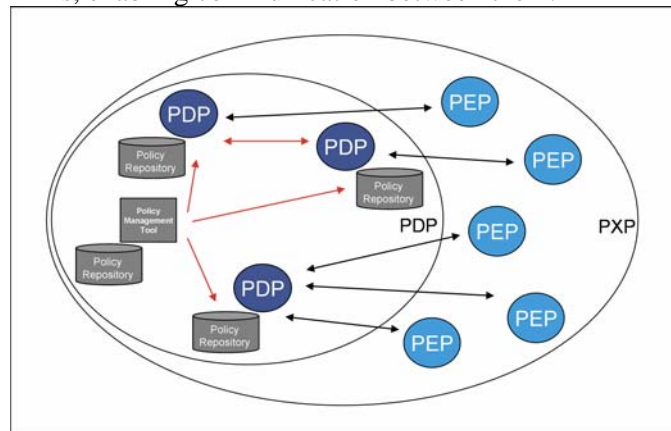 PDP
Policy
Repository
PDP
Policy
Repository
Policy
Management
Tool
Policy
Repository
PDP
Policy
Repository
PEP
PEP
PEP
PEP
PEP
PDP
PXP